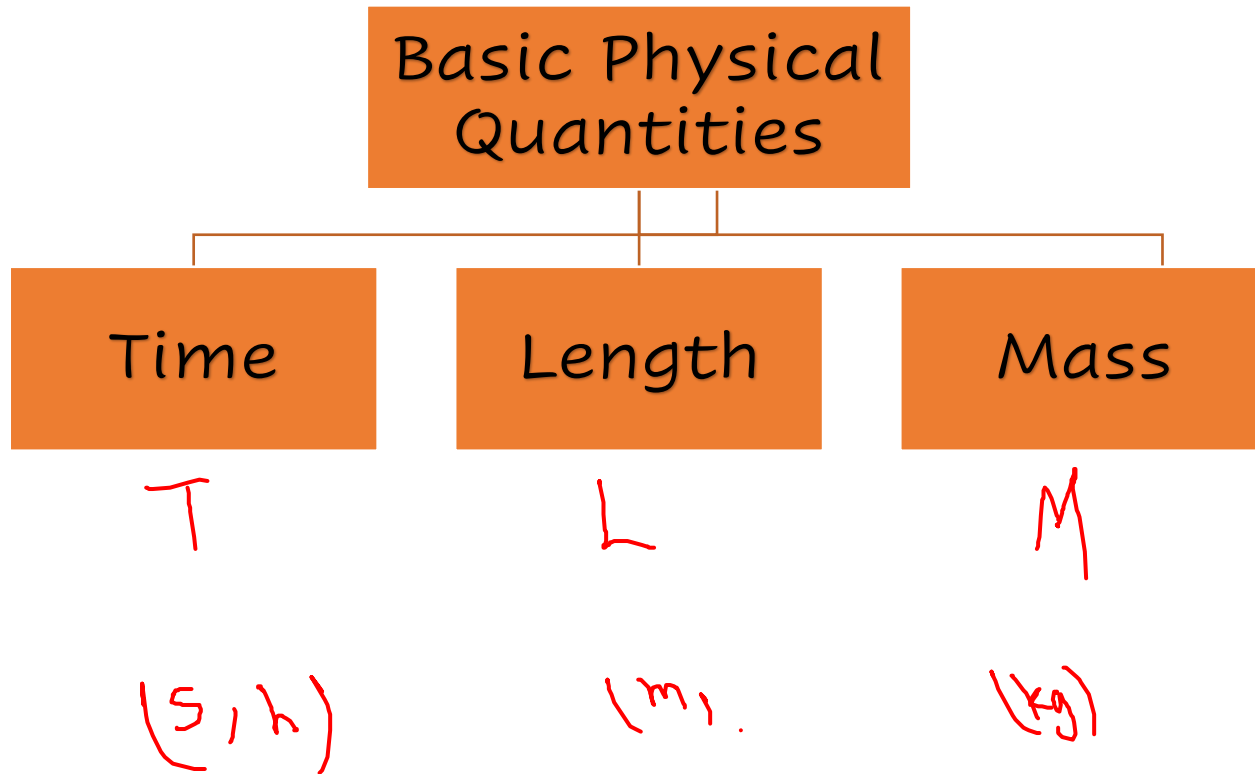 Basic Physical
Quantities
Time Length Mass
T L M
(s, h) (m, . (kg)